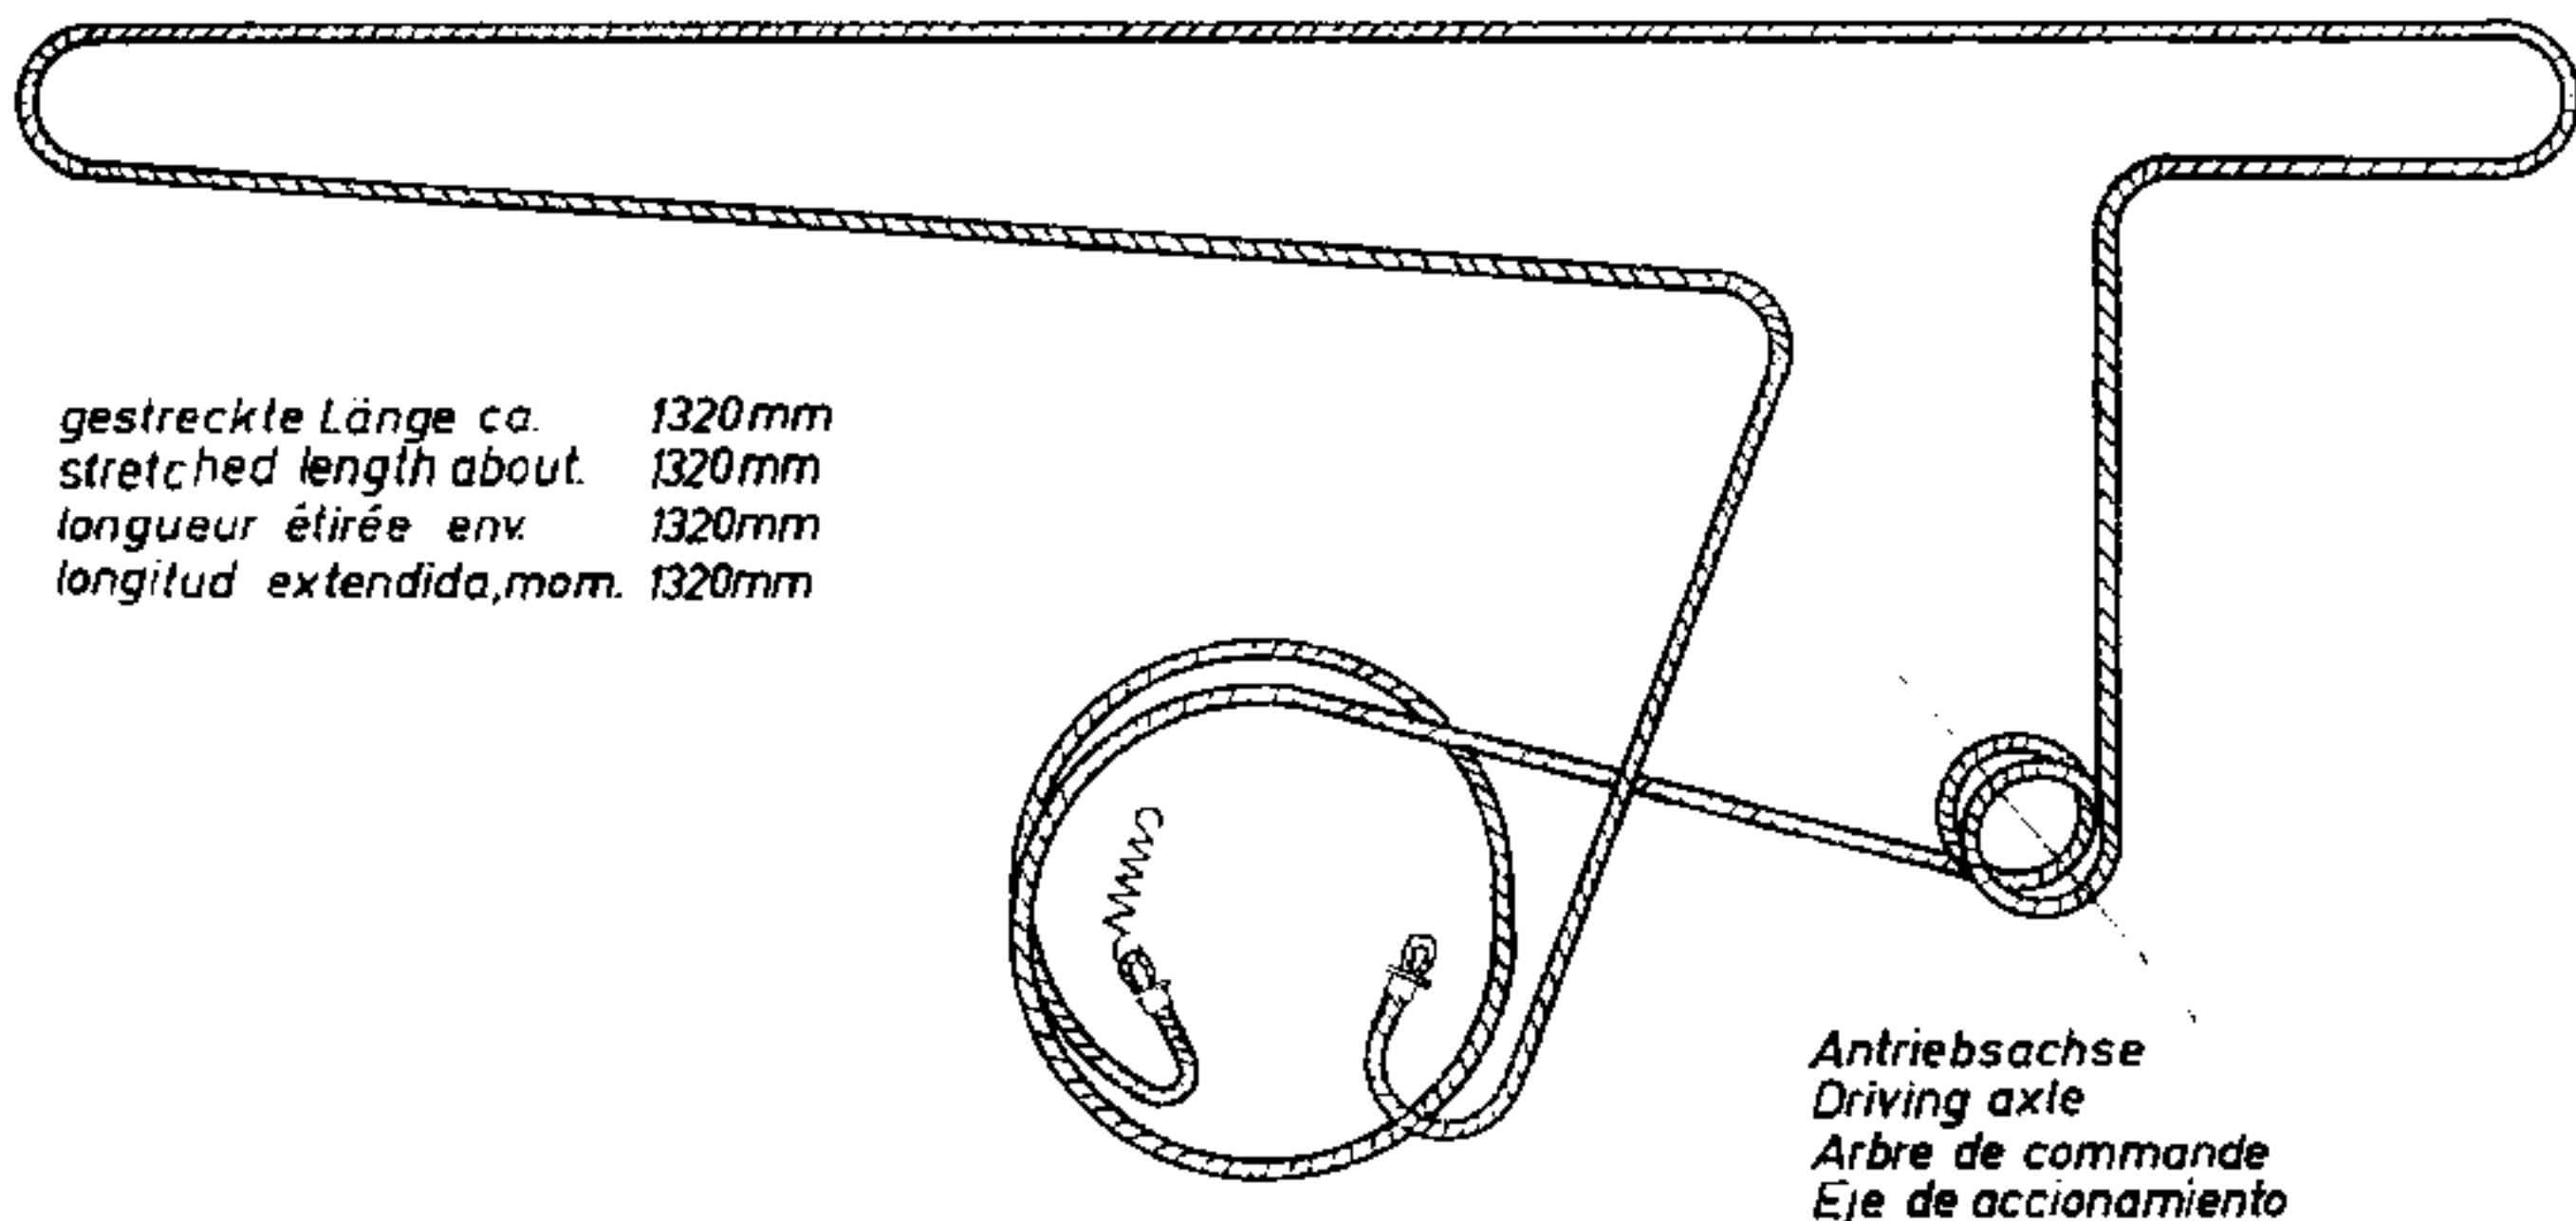 gestreckte Länge ca. 1320mm
stretched length about. 1320mm
longueur étirée env. 1320mm
longitud extendida,mom. 1320mm
Antriebsachse
Driving axle
Arbre de commande
Eje de accionamiento